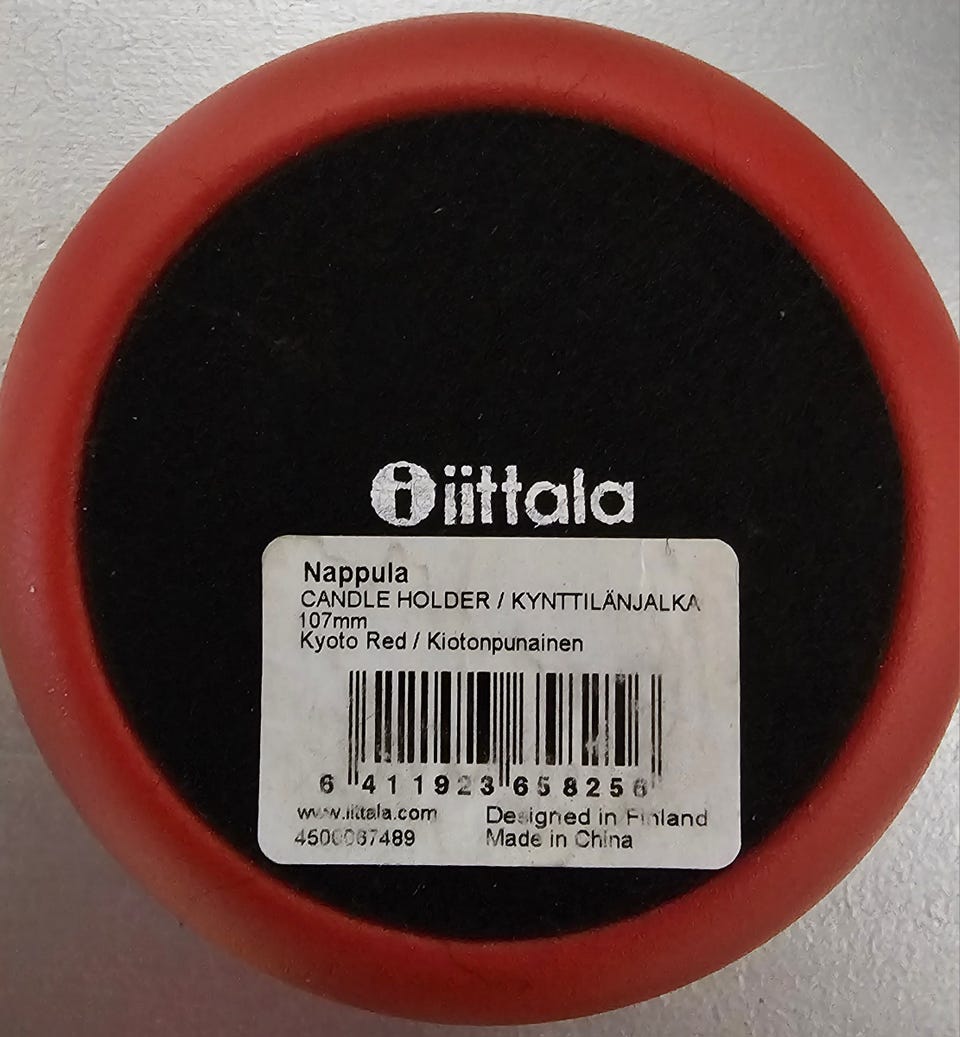 i iittala
Nappula
CANDLE HOLDER / KYNTTILÄNJALKA
107mm
Kyoto Red / Kiotonpunainen
6 411923 658256
www.iittala.com Designed in Finland
4500067489 Made in China